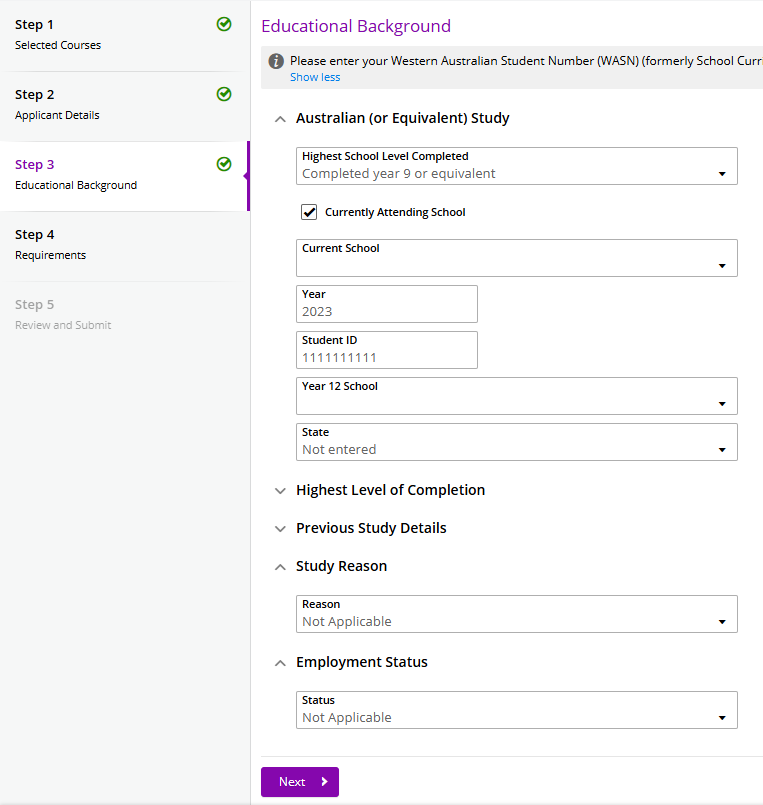 Step 1
Selected Courses
Step 2
Applicant Details
Step 3
Educational Background
Step 4
Requirements
Step 5
Review and Submit
Educational Background
Please enter your Western Australian Student Number (WASN) (formerly School Curri
Show less
Australian (or Equivalent) Study
Highest School Level Completed
Completed year 9 or equivalent
Currently Attending School
Current School
Year
2023
Student ID
1111111111
Year 12 School
State
Not entered
Highest Level of Completion
Previous Study Details
Study Reason
Reason
Not Applicable
Employment Status
Status
Not Applicable
Next